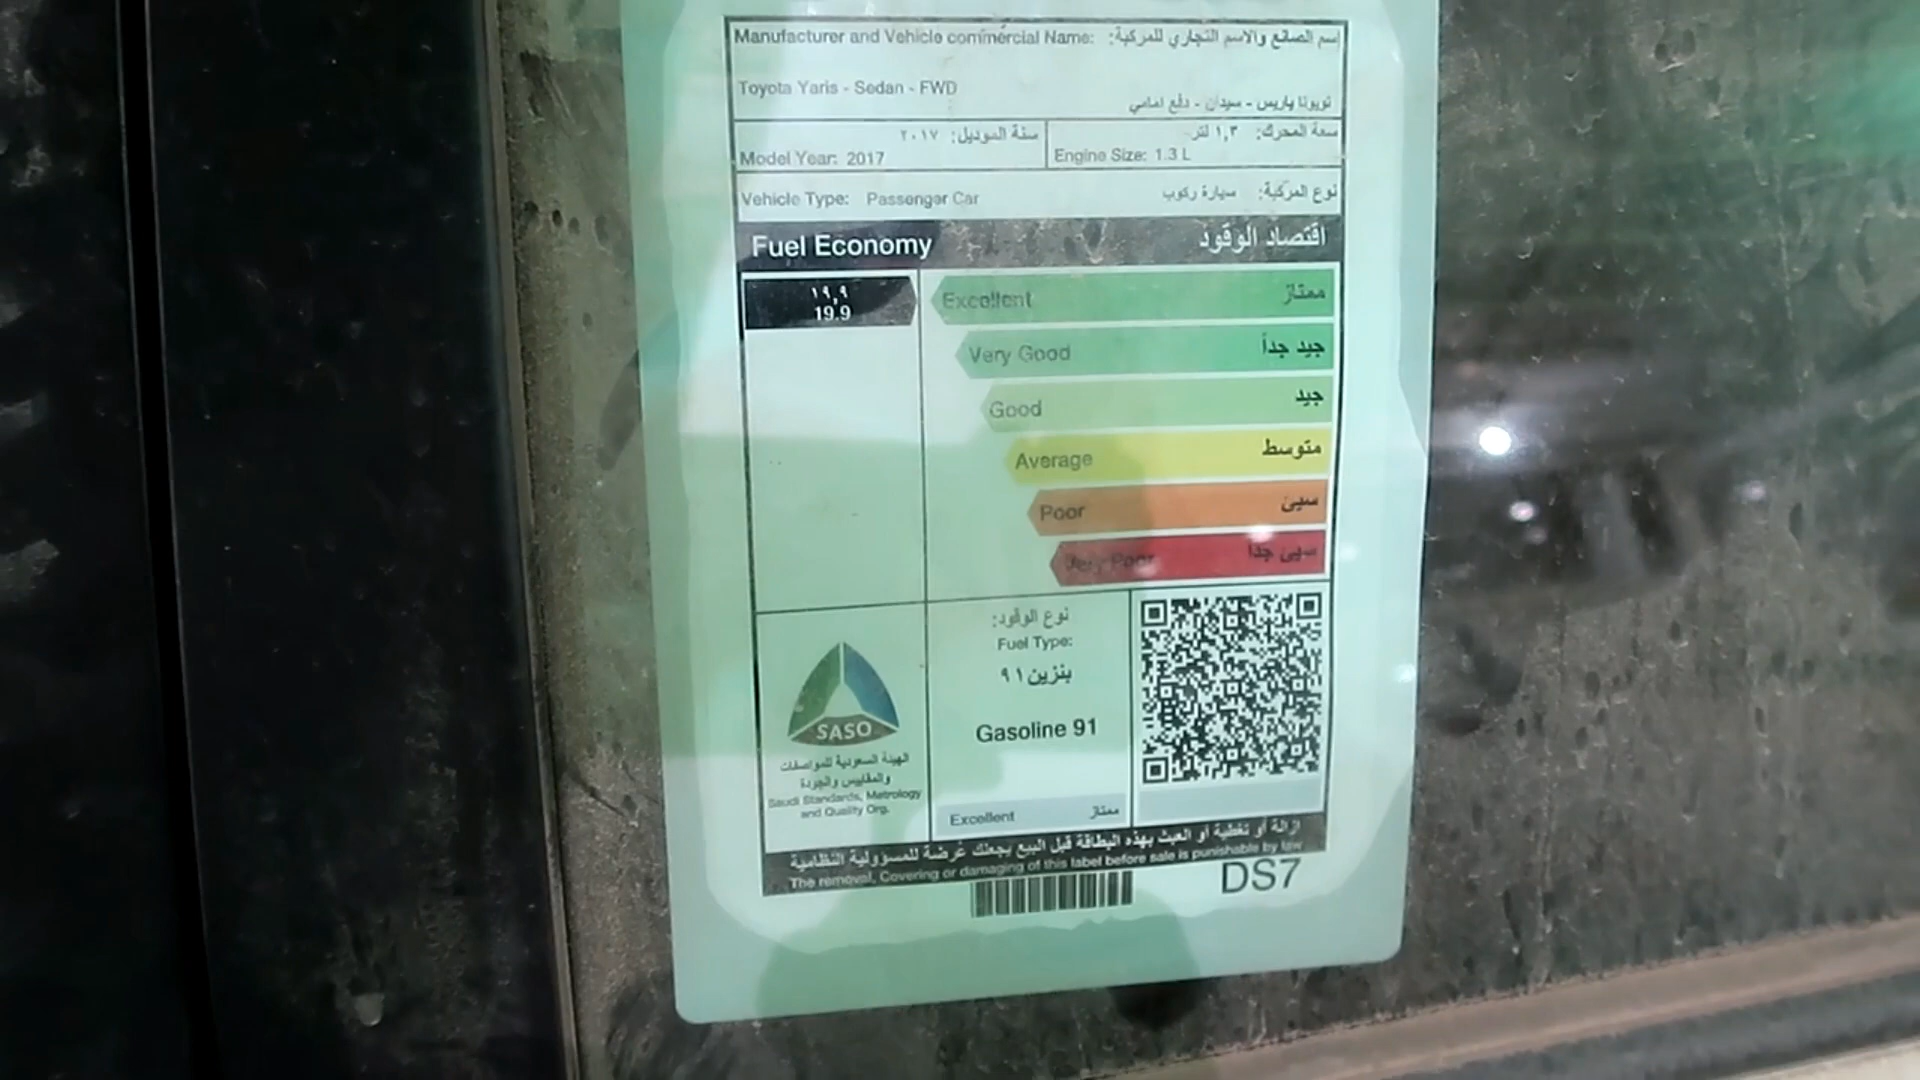 Manufacturer and Vehicle commercial Name: اسم الصانع والاسم التجاري للمركبة:
Toyota Yaris - Sedan - FWD
تويوتا ياريس - سيدان - دفع امامي
سنة الموديل: ٢٠١٧
Model Year: 2017
سعة المحرك: ١,٣ لتر
Engine Size: 1.3 L
Vehicle Type: Passenger Car نوع المركبة: سيارة ركوب
Fuel Economy اقتصاد الوقود
١٩,٩
19.9
Excellent ممتاز
Very Good جيد جداً
Good جيد
Average متوسط
Poor سيئ
Very Poor سيئ جداً
SASO
الهيئة السعودية للمواصفات
والمقاييس والجودة
Saudi Standards, Metrology
and Quality Org.
نوع الوقود:
Fuel Type:
بنزين ٩١
Gasoline 91
Excellent ممتاز
ازالة أو تغطية أو العبث بهذه البطاقة قبل البيع يجعلك عُرضة للمسؤولية النظامية
The removal, Covering or damaging of this label before sale is punishable by law
DS7